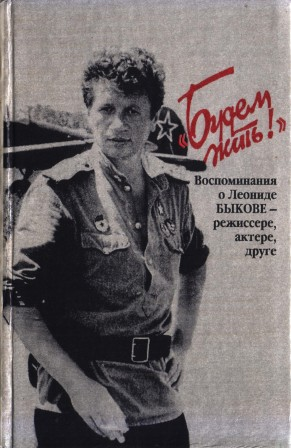 «Будем
жить!»
Воспоминания
о Леониде
БЫКОВЕ –
режиссере,
актере,
друге